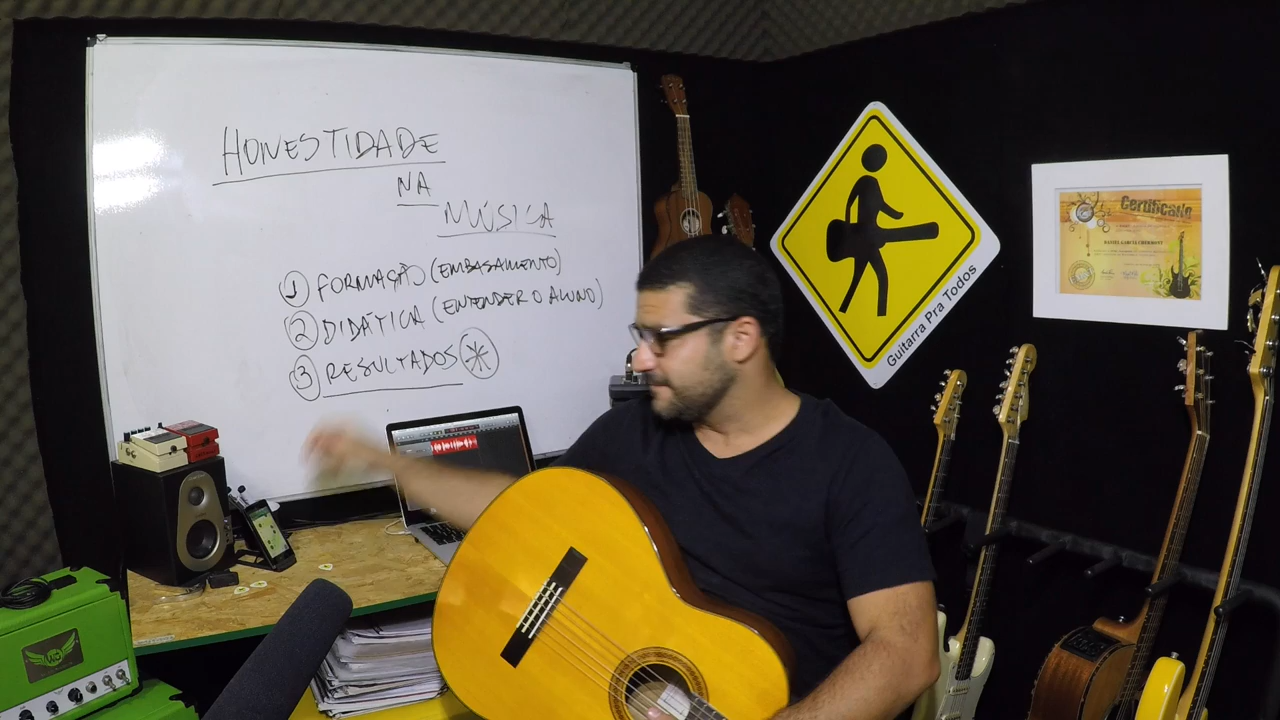 HONESTIDADE
NA
MÚSICA
1 FORMAÇÃO (EMBASAMENTO)
2 DIDÁTICA (ENTENDER O ALUNO)
3 RESULTADOS *
Guitarra Pra Todos
Certificado